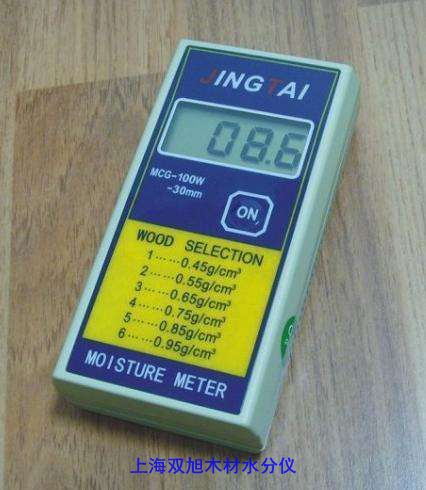 JINGTAI
08.6
MCG-100W
-30mm
ON
WOOD SELECTION
1……0.45g/cm³
2……0.55g/cm³
3……0.65g/cm³
4……0.75g/cm³
5……0.85g/cm³
6……0.95g/cm³
MOISTURE METER
上海双旭木材水分仪